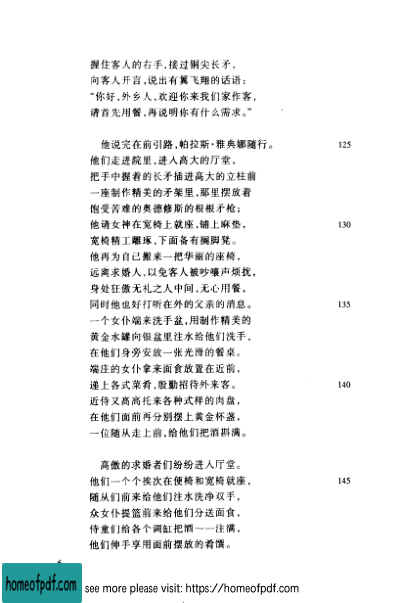 握住客人的右手,接过铜尖长矛,
向客人开言,说出有翼飞翔的话语:
“你好,外乡人,欢迎你来我们家作客,
请首先用餐,再说明你有什么需求。”
他说完在前引路,帕拉斯·雅典娜随行。 125
他们走进院里,进入高大的厅堂,
把手中握着的长矛插进高大的立柱前
一座制作精美的矛架里,那里摆放着
饱受苦难的奥德修斯的根根矛枪;
他请女神在宽椅上就座,铺上麻垫, 130
宽椅精工雕琢,下面备有搁脚凳。
他再为自己搬来一把华丽的座椅,
远离求婚人,以免客人被吵嚷声烦扰,
身处狂傲无礼之人中间,无心用餐,
同时他也好打听在外的父亲的消息。 135
一个女仆端来洗手盆,用制作精美的
黄金水罐向银盆里注水给他们洗手,
在他们身旁安放一张光滑的餐桌。
端庄的女仆拿来面食放置在近前,
递上各式菜肴,殷勤招待外来客。 140
近侍又高高托来各种式样的肉盘,
在他们面前再分别摆上黄金杯盏,
一位随从走上前,给他们把酒斟满。
高傲的求婚者们纷纷进入厅堂。
他们一个个挨次在便椅和宽椅就座, 145
随从们前来给他们注水洗净双手,
众女仆提篮前来给他们分送面食,
侍童们给各个调缸把酒一一注满,
他们伸手享用面前摆放的肴馔。
homeofpdf.com see more please visit: https://homeofpdf.com